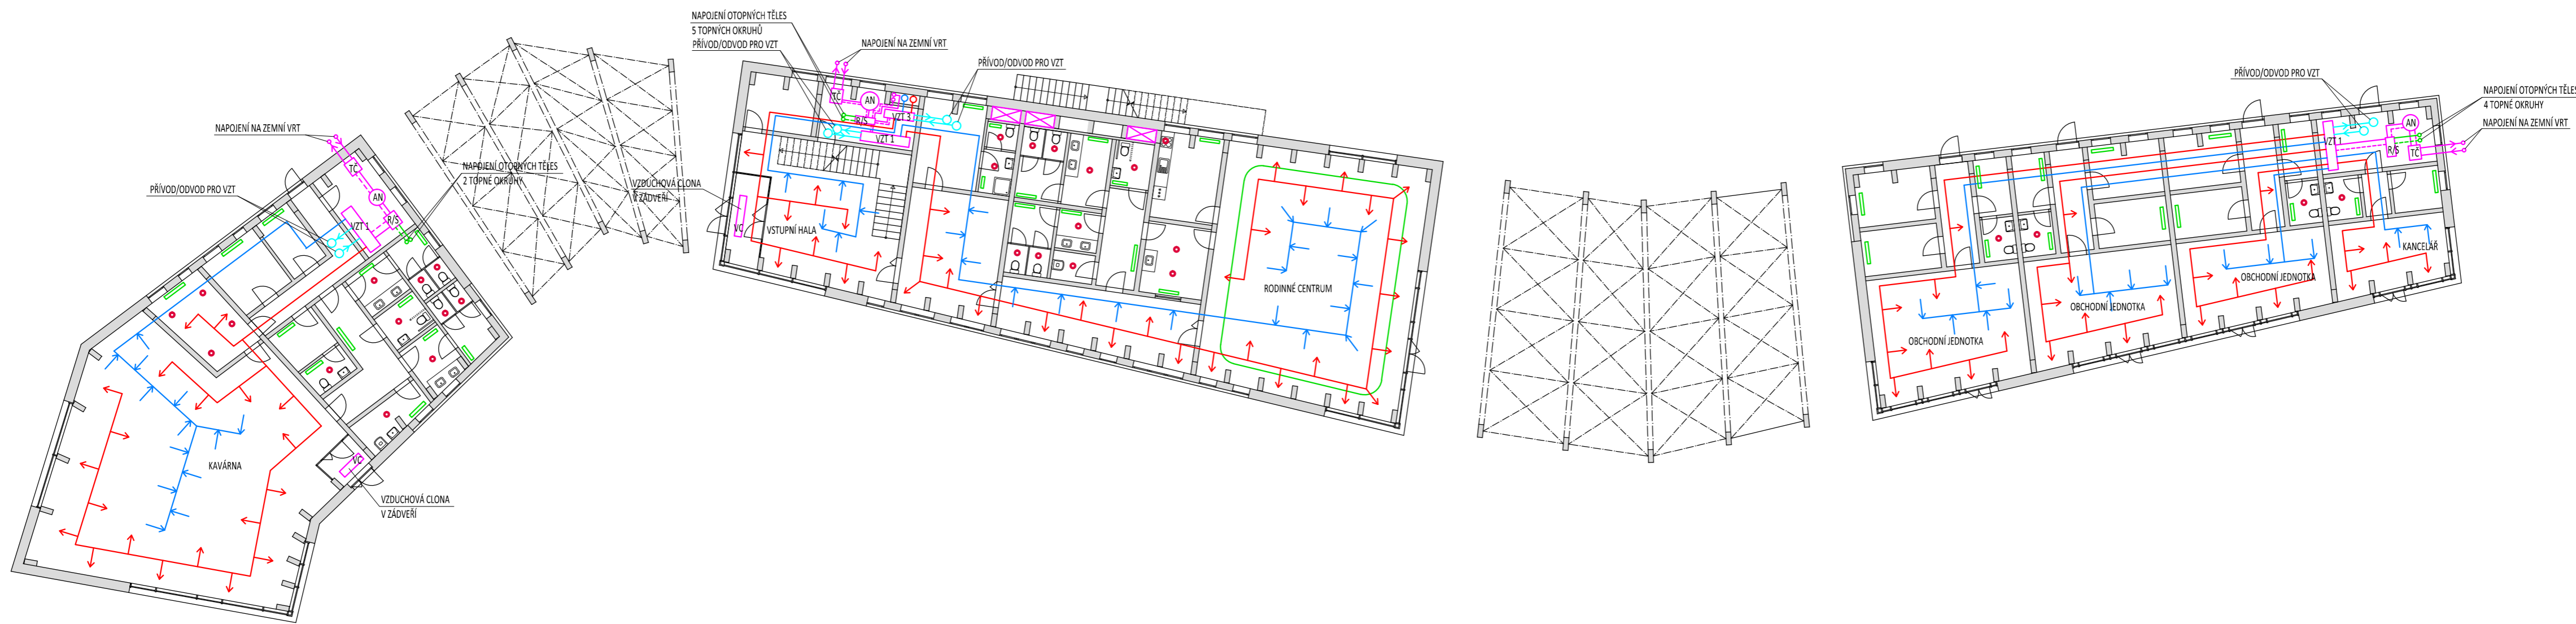 NAPOJENÍ NA ZEMNÍ VRT
TČ
NAPOJENÍ OTOPNÝCH TĚLES
2 TOPNÉ OKRUHY
PŘÍVOD/ODVOD PRO VZT
AN
R/S
VZT 1
KAVÁRNA
VC
VZDUCHOVÁ CLONA
V ZÁDVEŘÍ
NAPOJENÍ OTOPNÝCH TĚLES
5 TOPNÝCH OKRUHŮ
PŘÍVOD/ODVOD PRO VZT
NAPOJENÍ NA ZEMNÍ VRT
PŘÍVOD/ODVOD PRO VZT
TČ
AN
R/S
VZT 3
VZT 1
VZDUCHOVÁ CLONA
V ZÁDVEŘÍ
VC
VSTUPNÍ HALA
RODINNÉ CENTRUM
PŘÍVOD/ODVOD PRO VZT
NAPOJENÍ OTOPNÝCH TĚLES
4 TOPNÉ OKRUHY
NAPOJENÍ NA ZEMNÍ VRT
AN
VZT 1
R/S
TČ
KANCELÁŘ
OBCHODNÍ JEDNOTKA
OBCHODNÍ JEDNOTKA
OBCHODNÍ JEDNOTKA